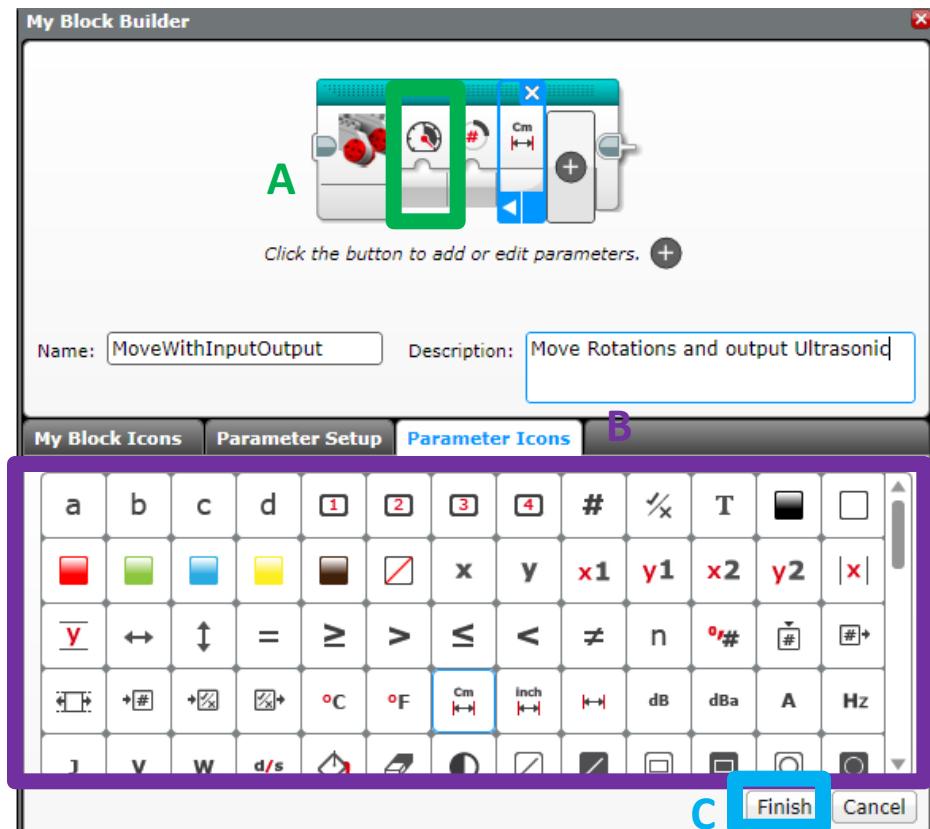 My Block Builder
#
Cm
A
Click the button to add or edit parameters.
Name: MoveWithInputOutput Description: Move Rotations and output Ultrasonic
B
My Block Icons Parameter Setup Parameter Icons
a b c d 1 2 3 4 # ✓/x T
x y x1 y1 x2 y2 |x|
y ↔ ↕ = ≥ > ≤ < ≠ n º/# # #
# ✓/x ✓/x °C °F Cm inch dB dBa A Hz
J V W d/s
C Finish Cancel